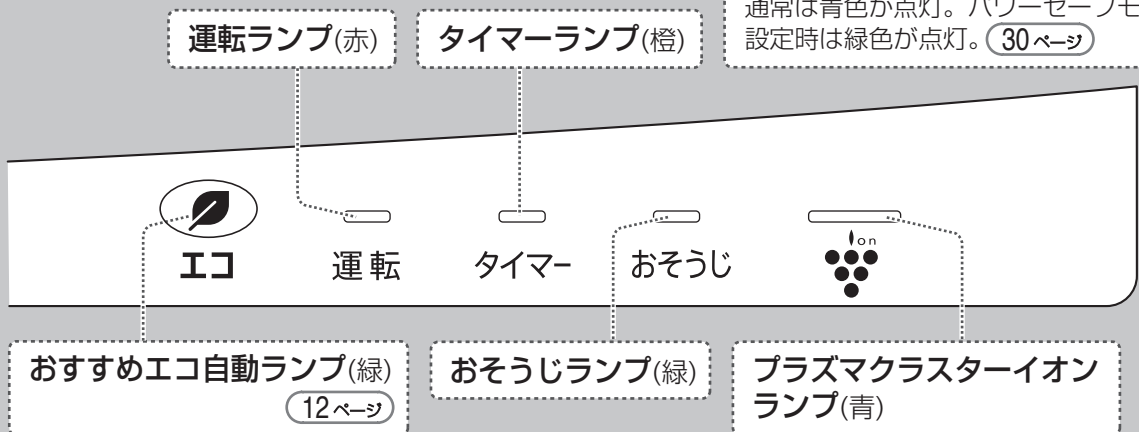 通常は青色が点灯。パワーセーブモ
設定時は緑色が点灯。30ページ
運転ランプ(赤)
タイマーランプ(橙)
エコ
運転
タイマー
おそうじ
ion
おすすめエコ自動ランプ(緑)
12ページ
おそうじランプ(緑)
プラズマクラスターイオン
ランプ(青)